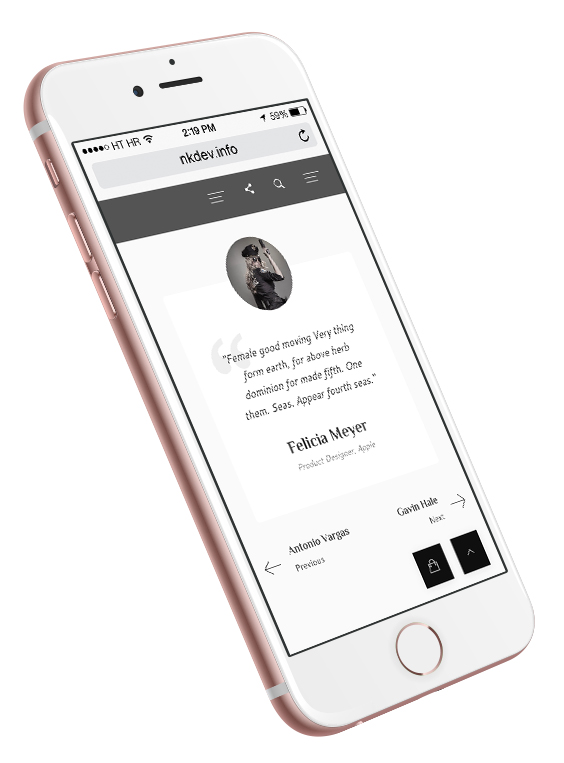 HT HR 2:19 PM 59%
nkdev.info
"Female good moving Very thing
form earth, for above herb
dominion for made fifth. One
them. Seas. Appear fourth seas."
Felicia Meyer
Product Designer, Apple
Antonio Vargas
Previous
Gavin Hale
Next